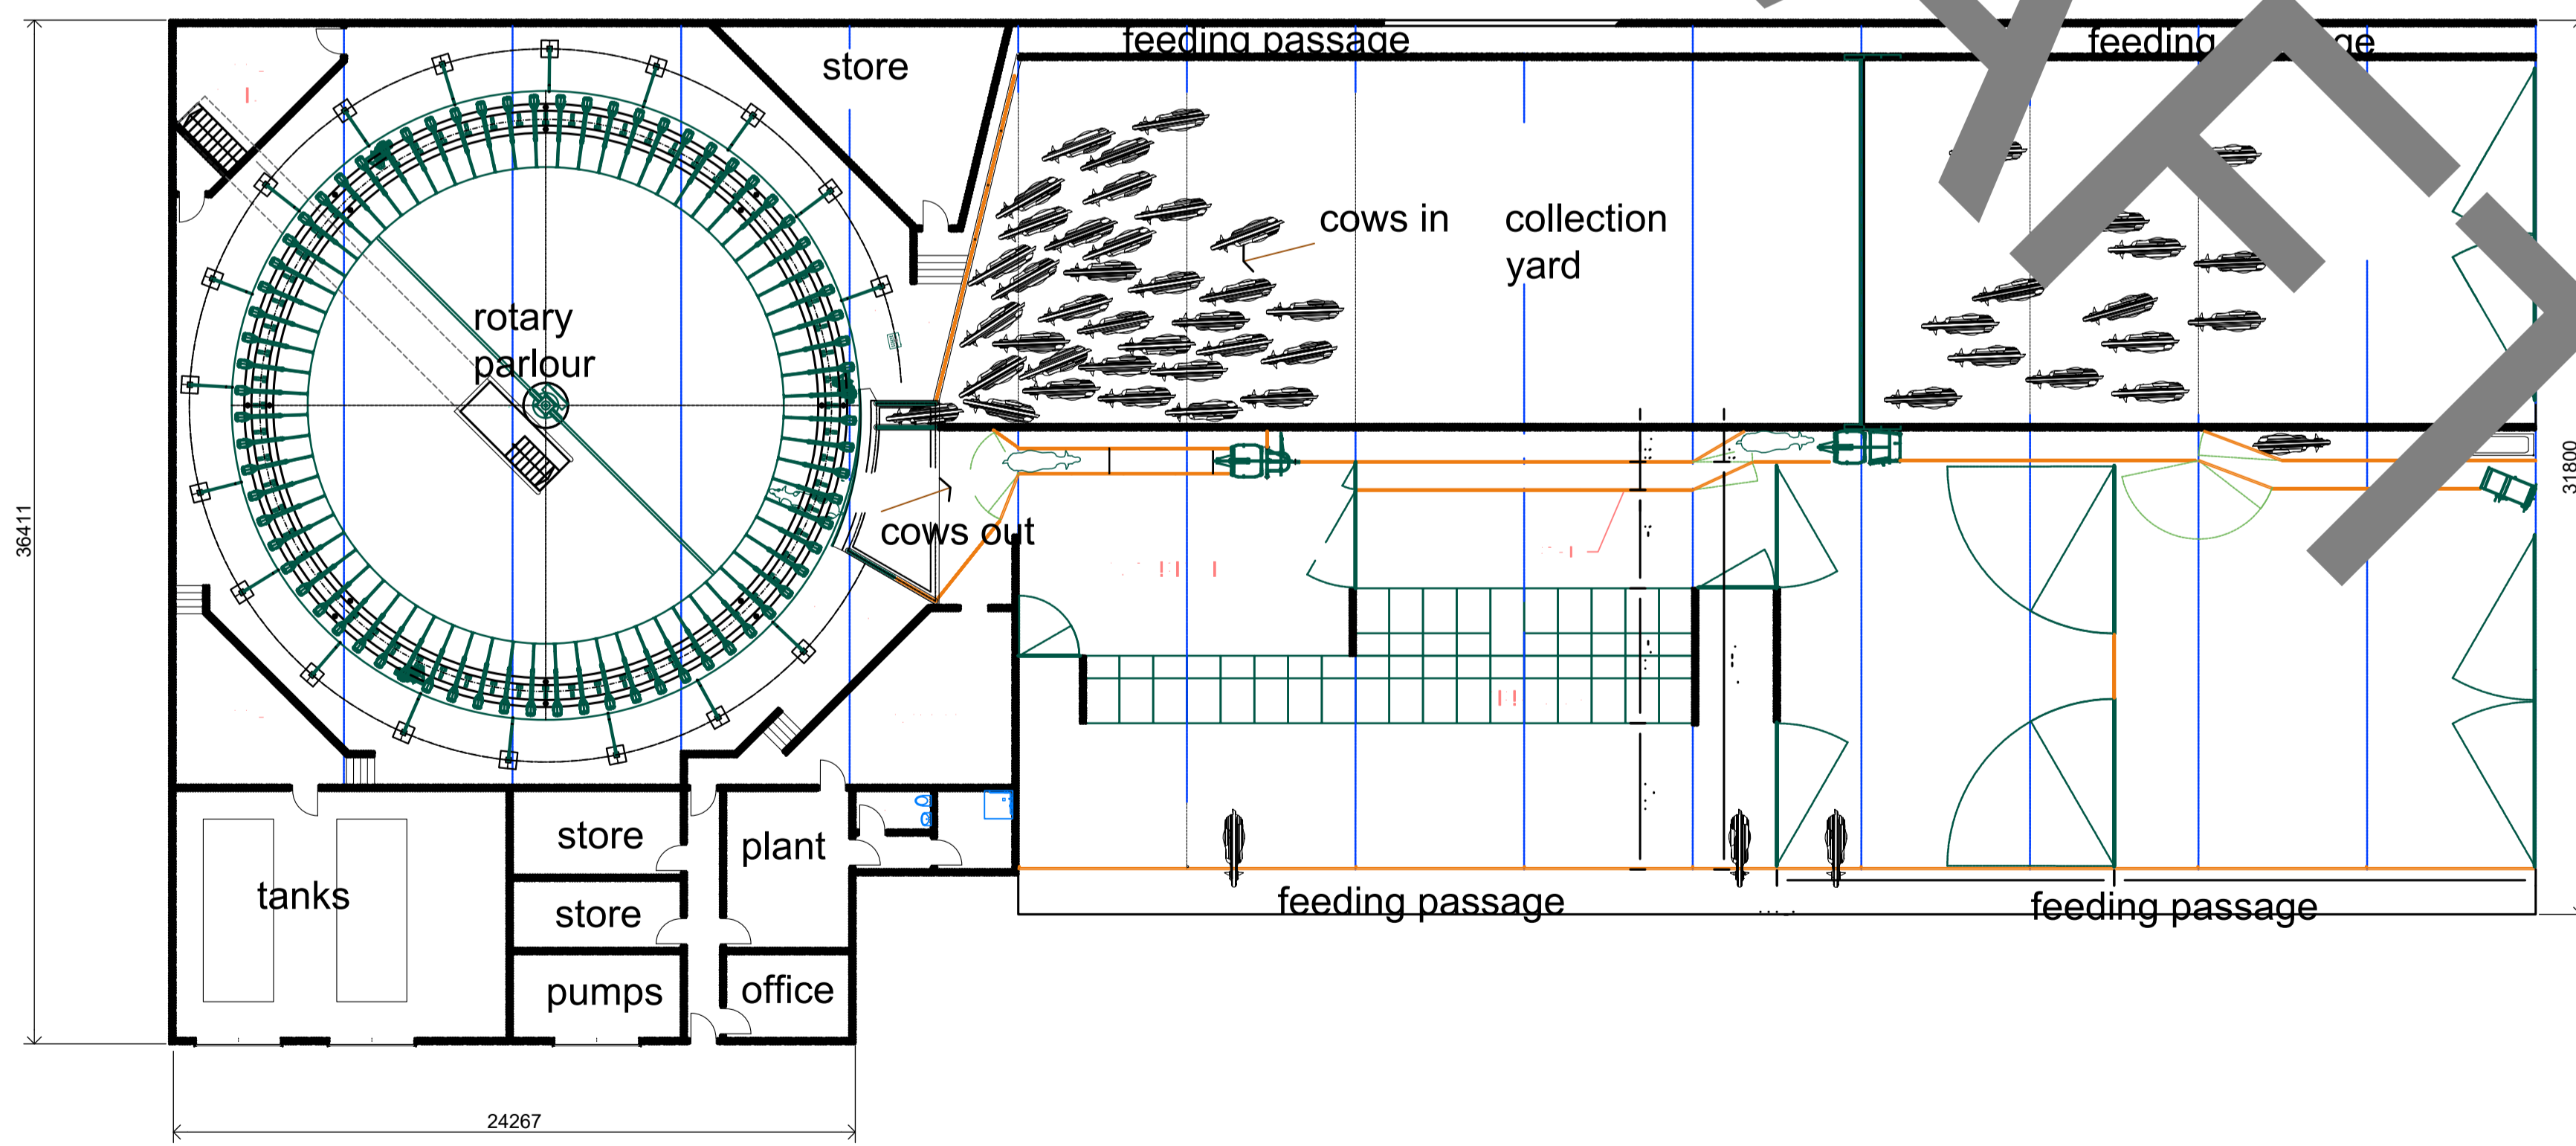 feeding passage
feeding
ge
store
cows in
collection
yard
rotary
parlour
cows out
36411
31800
store
plant
tanks
store
feeding passage
feeding passage
pumps
office
24267